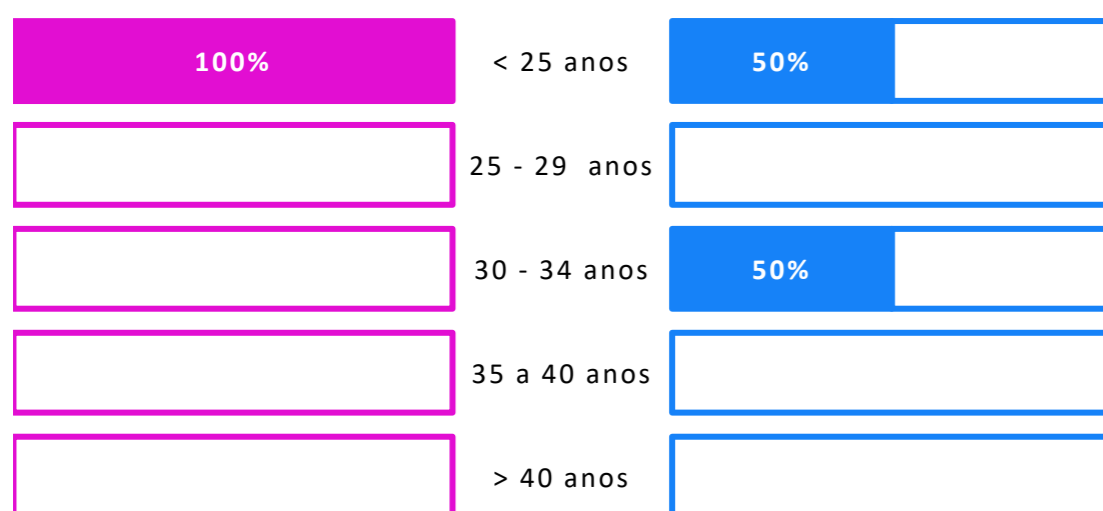 100% < 25 anos 50%
25 - 29 anos
30 - 34 anos 50%
35 a 40 anos
> 40 anos